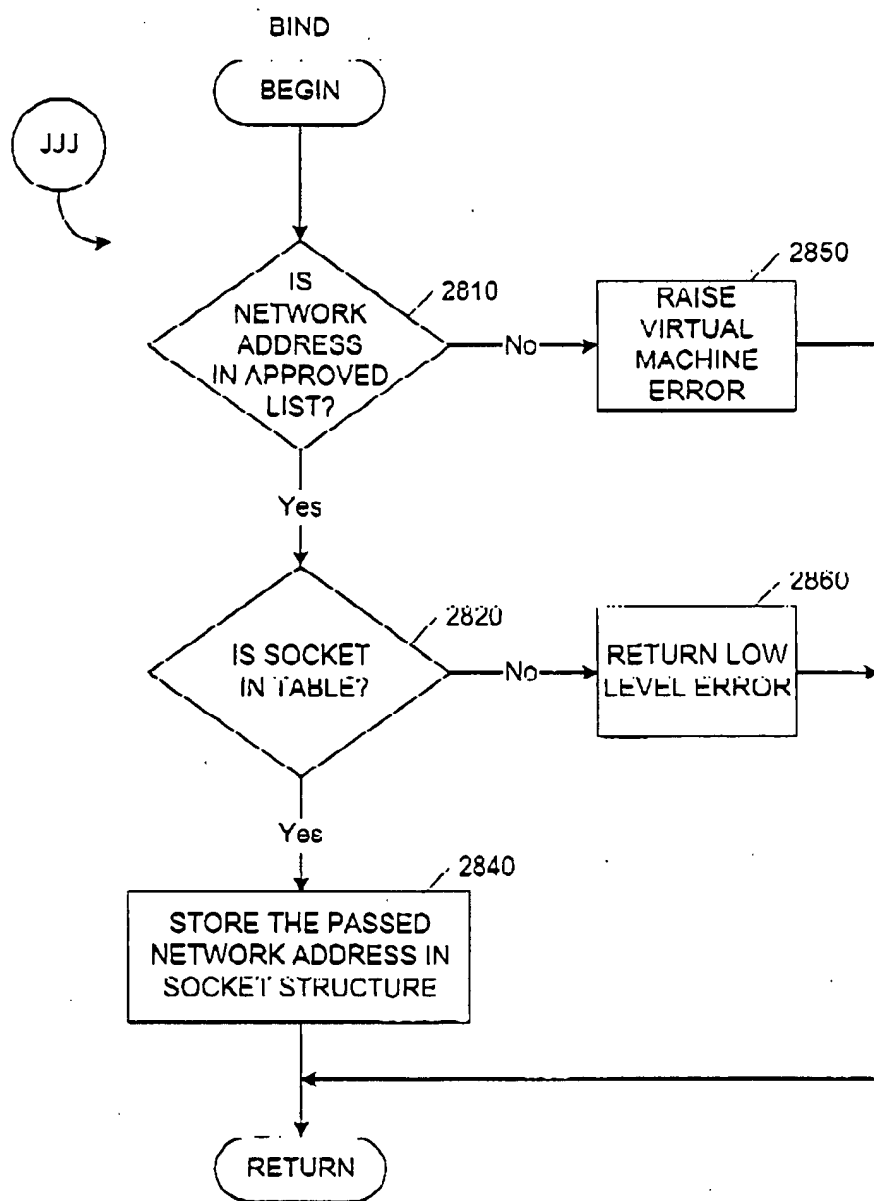 BIND
BEGIN
JJJ
IS
NETWORK
ADDRESS
IN APPROVED
LIST?
2810
No
2850
RAISE
VIRTUAL
MACHINE
ERROR
Yes
IS SOCKET
IN TABLE?
2820
No
2860
RETURN LOW
LEVEL ERROR
Yes
2840
STORE THE PASSED
NETWORK ADDRESS IN
SOCKET STRUCTURE
RETURN